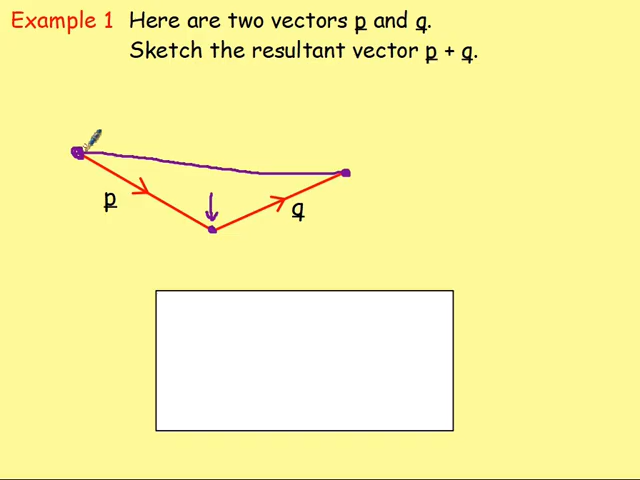 Example 1 Here are two vectors p and q.
Sketch the resultant vector p + q.
p
q